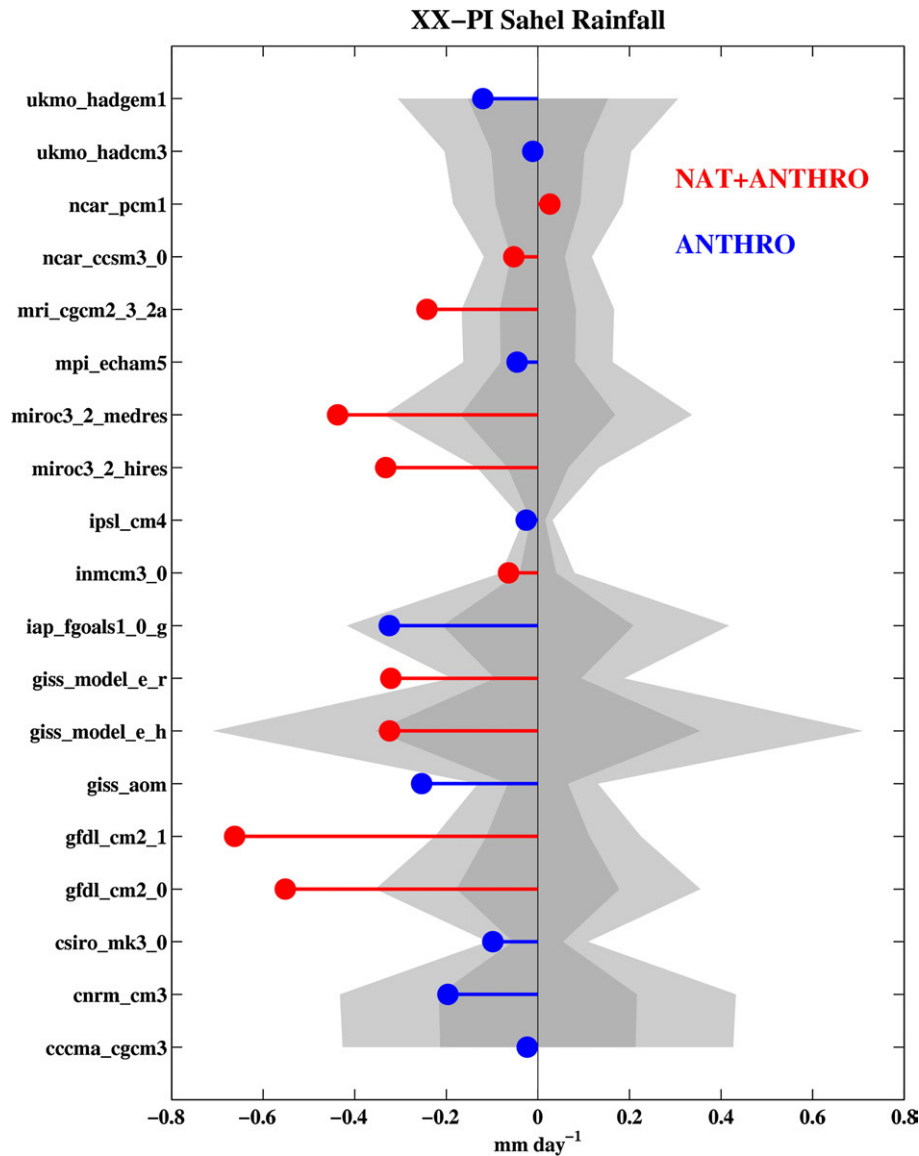 XX−PI Sahel Rainfall
ukmo_hadgem1
ukmo_hadcm3
ncar_pcm1
ncar_ccsm3_0
mri_cgcm2_3_2a
mpi_echam5
miroc3_2_medres
miroc3_2_hires
ipsl_cm4
inmcm3_0
iap_fgoals1_0_g
giss_model_e_r
giss_model_e_h
giss_aom
gfdl_cm2_1
gfdl_cm2_0
csiro_mk3_0
cnrm_cm3
cccma_cgcm3
NAT+ANTHRO
ANTHRO
−0.8 −0.6 −0.4 −0.2 0 0.2 0.4 0.6 0.8
mm day⁻¹